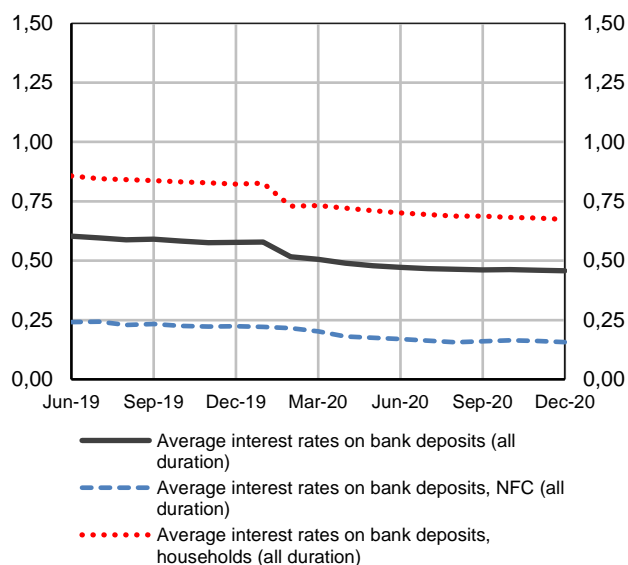 1,50 1,50
1,25 1,25
1,00 1,00
0,75 0,75
0,50 0,50
0,25 0,25
0,00 0,00
Jun-19 Sep-19 Dec-19 Mar-20 Jun-20 Sep-20 Dec-20
Average interest rates on bank deposits (all
duration)
Average interest rates on bank deposits, NFC (all
duration)
Average interest rates on bank deposits,
households (all duration)